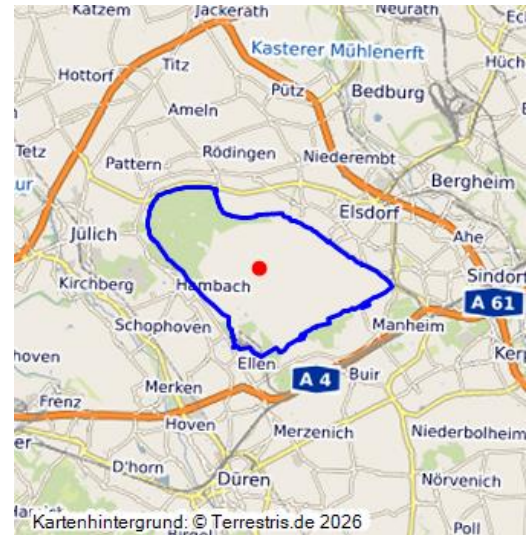 Katzem
Jackerath
Neurath
Kasterer Mühlenerft
Titz
Hottorf
Pütz
Bedburg
Ameln
Tetz
Pattern
Rödingen
Niederembt
Bergheim
Elsdorf
Jülich
Ahe
Sindorf
Kirchberg
Hambach
A 61
Schophoven
Manheim
Ellen
A 4
Buir
Merken
Frenz
Hoven
Merzenich
Niederbolheim
D'horn
Düren
Nörvenich
Kartenhintergrund: © Terrestris.de 2026
Poll